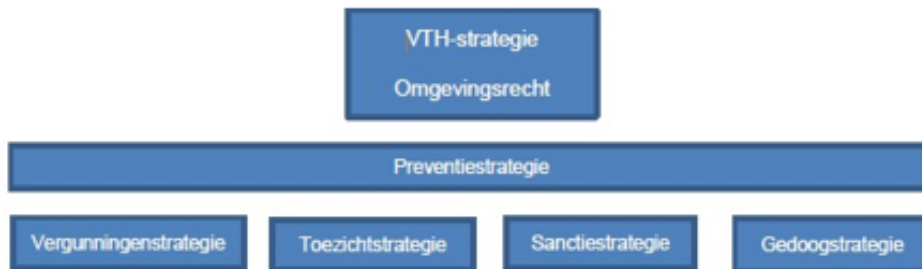 VTH-strategie
Omgevingsrecht
Preventiestrategie
Vergunningenstrategie
Toezichtstrategie
Sanctiestrategie
Gedoogstrategie